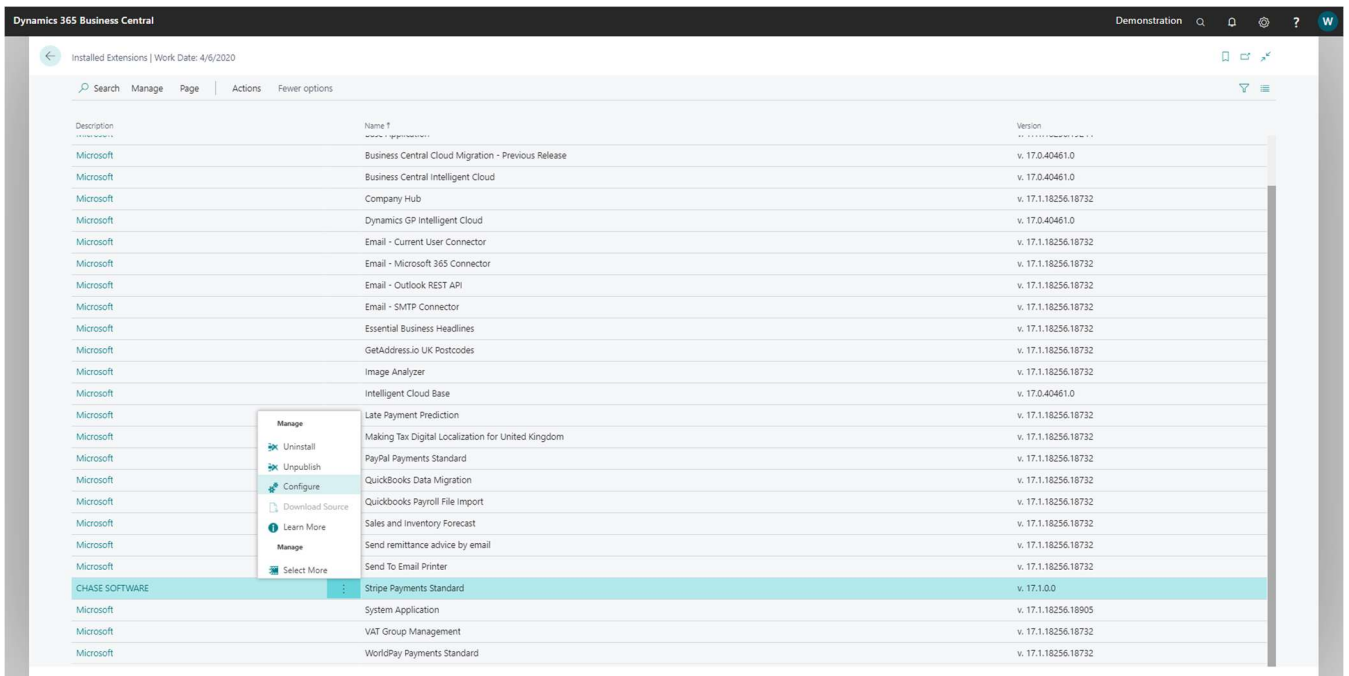 Dynamics 365 Business Central Demonstration ? W
Installed Extensions | Work Date: 4/6/2020
Search Manage Page Actions Fewer options
Description Name ↑ Version
Microsoft Business Central Cloud Migration - Previous Release v. 17.0.40461.0
Microsoft Business Central Intelligent Cloud v. 17.0.40461.0
Microsoft Company Hub v. 17.1.18256.18732
Microsoft Dynamics GP Intelligent Cloud v. 17.0.40461.0
Microsoft Email - Current User Connector v. 17.1.18256.18732
Microsoft Email - Microsoft 365 Connector v. 17.1.18256.18732
Microsoft Email - Outlook REST API v. 17.1.18256.18732
Microsoft Email - SMTP Connector v. 17.1.18256.18732
Microsoft Essential Business Headlines v. 17.1.18256.18732
Microsoft GetAddress.io UK Postcodes v. 17.1.18256.18732
Microsoft Image Analyzer v. 17.1.18256.18732
Microsoft Intelligent Cloud Base v. 17.0.40461.0
Microsoft Late Payment Prediction v. 17.1.18256.18732
Manage
Microsoft Making Tax Digital Localization for United Kingdom v. 17.1.18256.18732
Uninstall
Microsoft PayPal Payments Standard v. 17.1.18256.18732
Unpublish
Microsoft QuickBooks Data Migration v. 17.1.18256.18732
Configure
Microsoft Quickbooks Payroll File Import v. 17.1.18256.18732
Download Source
Microsoft Sales and Inventory Forecast v. 17.1.18256.18732
Learn More
Microsoft Send remittance advice by email v. 17.1.18256.18732
Manage
Microsoft Send To Email Printer v. 17.1.18256.18732
Select More
CHASE SOFTWARE Stripe Payments Standard v. 17.1.0.0
Microsoft System Application v. 17.1.18256.18905
Microsoft VAT Group Management v. 17.1.18256.18732
Microsoft WorldPay Payments Standard v. 17.1.18256.18732